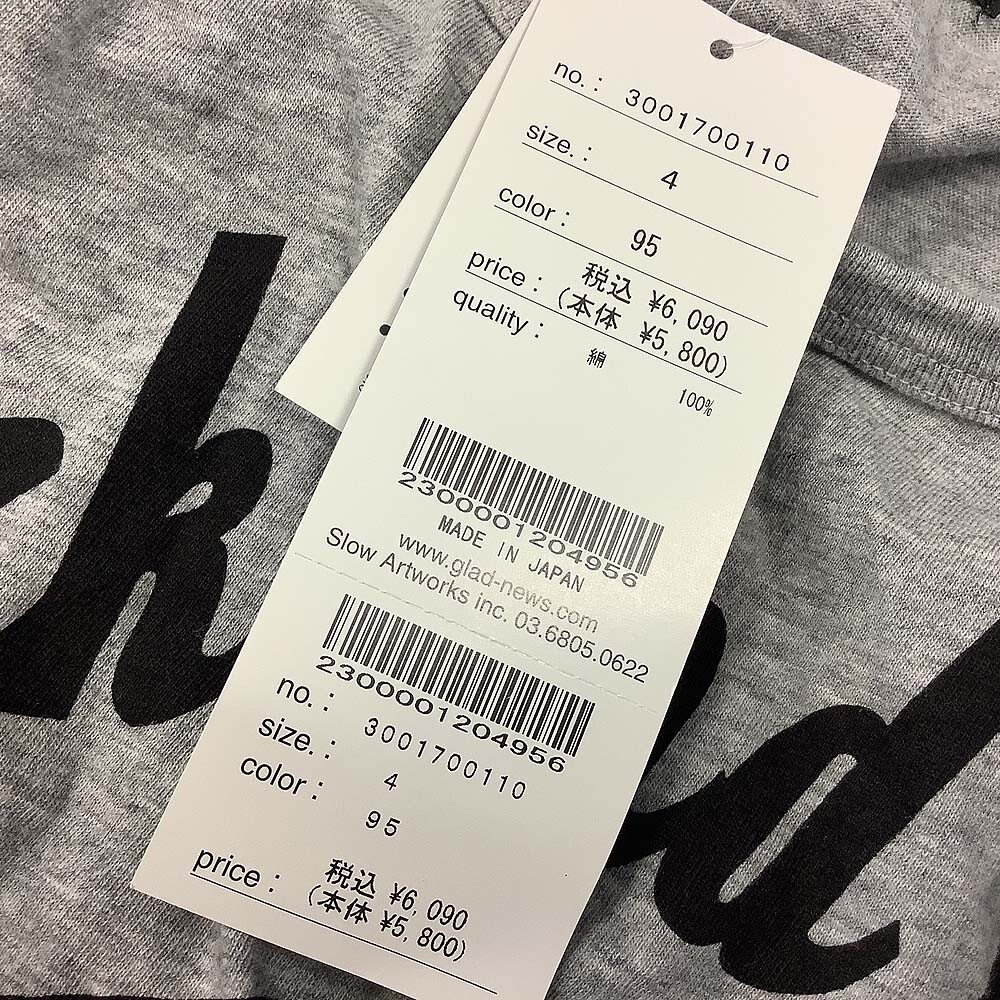 no. : 3001700110
size. : 4
color : 95
price : 税込 ¥6,090
(本体 ¥5,800)
quality :
綿 100%
2300001204956
MADE IN JAPAN
www.glad-news.com
Slow Artworks inc. 03.6805.0622
2300001204956
no. : 3001700110
size. : 4
color : 95
price : 税込 ¥6,090
(本体 ¥5,800)
k
d